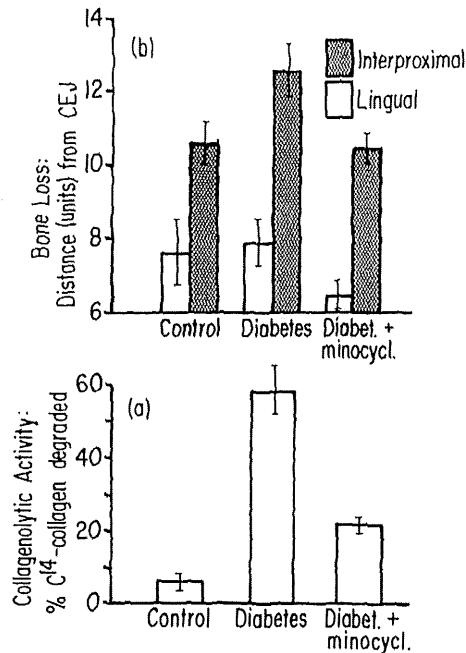 (b)
Bone Loss:
Distance (units) from CEJ
14
12
10
8
6
Interproximal
Lingual
Control
Diabetes
Diabet. +
minocycl.
(a)
Collagenolytic Activity:
% C14-collagen degraded
60
40
20
0
Control
Diabetes
Diabet. +
minocycl.